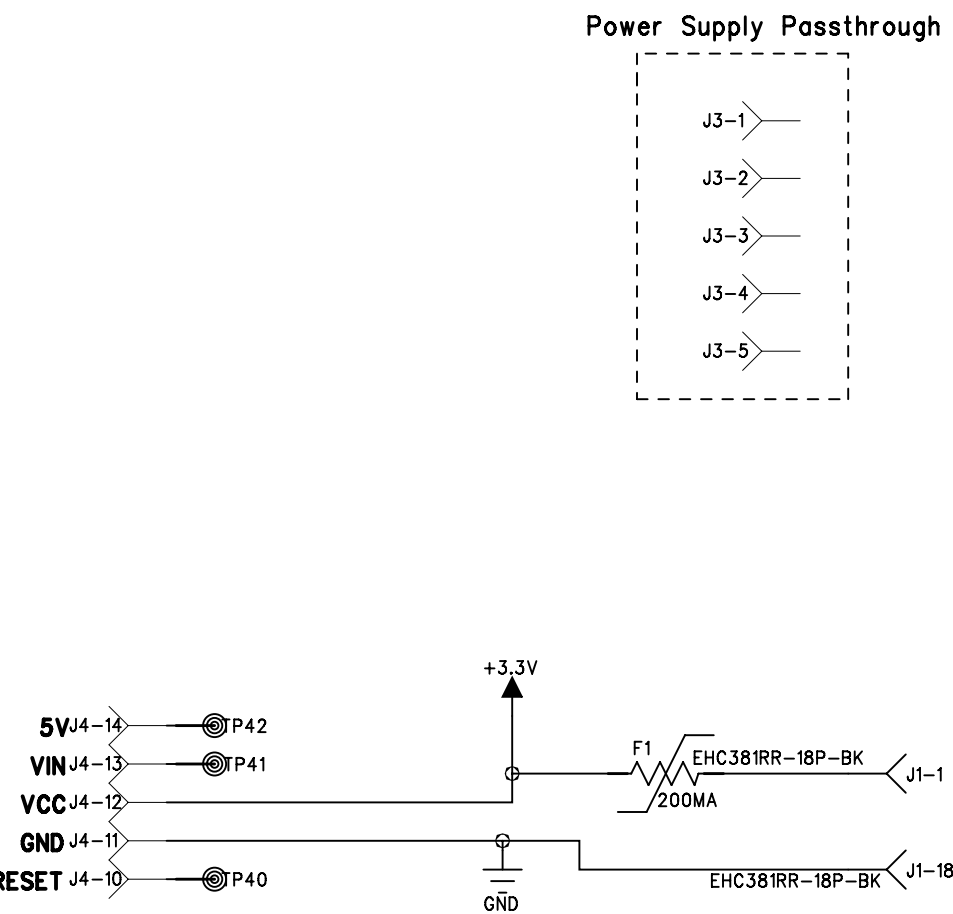 Power Supply Passthrough
J3-1
J3-2
J3-3
J3-4
J3-5
+3.3V
5V J4-14 TP42
VIN J4-13 TP41
F1 EHC381RR-18P-BK J1-1
VCC J4-12 200MA
GND J4-11
RESET J4-10 TP40
EHC381RR-18P-BK J1-18
GND